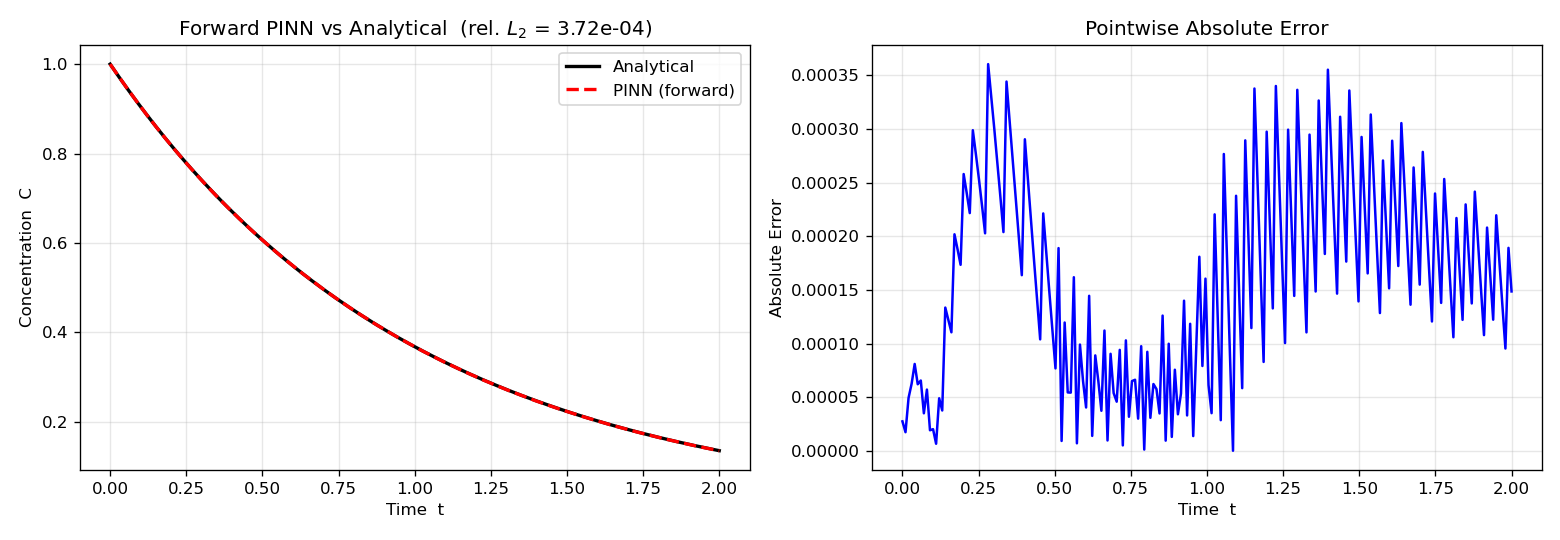 Forward PINN vs Analytical  (rel. L₂ = 3.72e-04)
Analytical
PINN (forward)
1.0
0.8
0.6
0.4
0.2
Concentration  C
0.00 0.25 0.50 0.75 1.00 1.25 1.50 1.75 2.00
Time  t
Pointwise Absolute Error
0.00035
0.00030
0.00025
0.00020
0.00015
0.00010
0.00005
0.00000
Absolute Error
0.00 0.25 0.50 0.75 1.00 1.25 1.50 1.75 2.00
Time  t